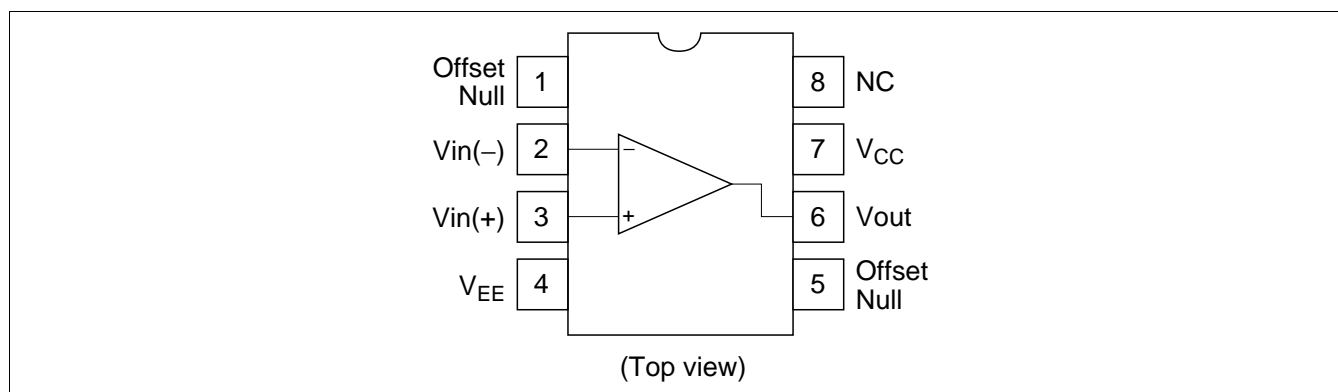 Offset
Null
1
8
NC
Vin(−)
2
−
7
VCC
Vin(+)
3
+
6
Vout
VEE
4
5
Offset
Null
(Top view)